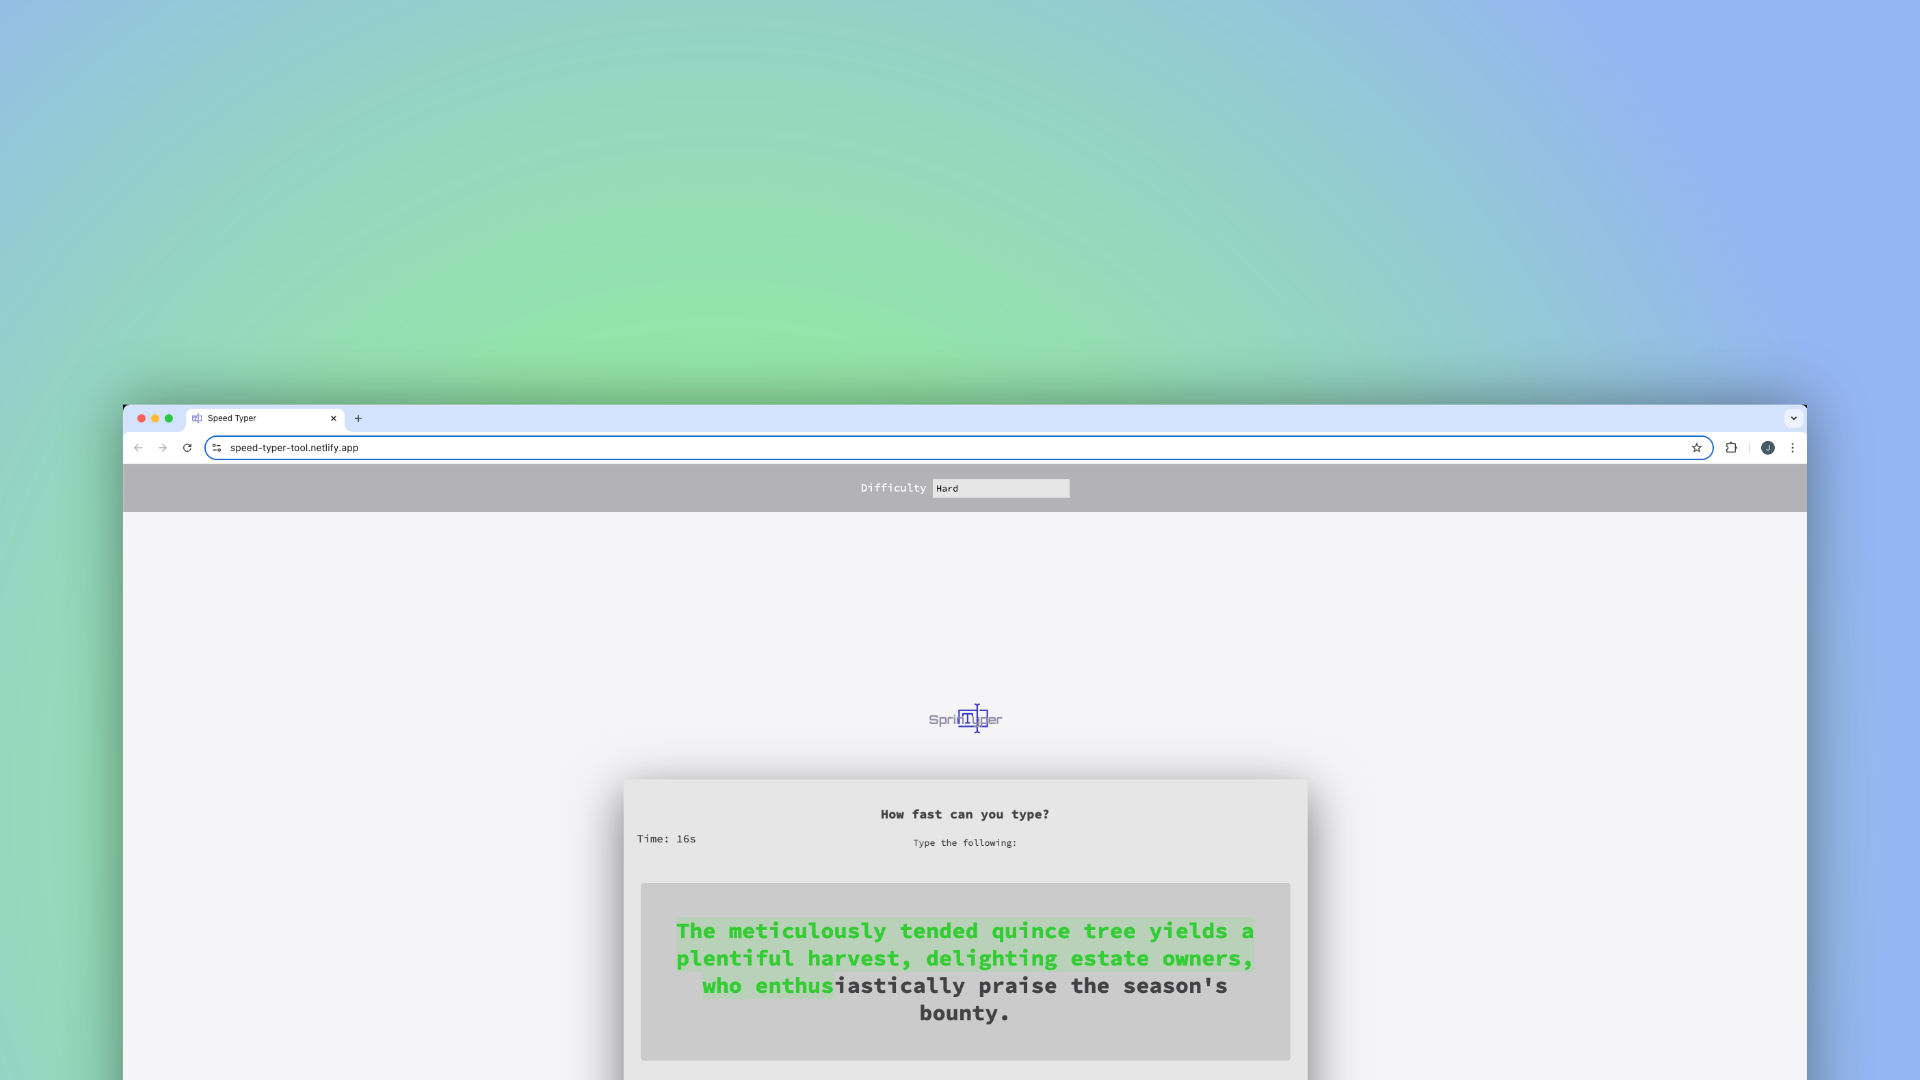 Speed Typer
speed-typer-tool.netlify.app
J
Difficulty Hard
SprinTyper
How fast can you type?
Time: 16s
Type the following:
The meticulously tended quince tree yields a
plentiful harvest, delighting estate owners,
who enthusiastically praise the season's
bounty.